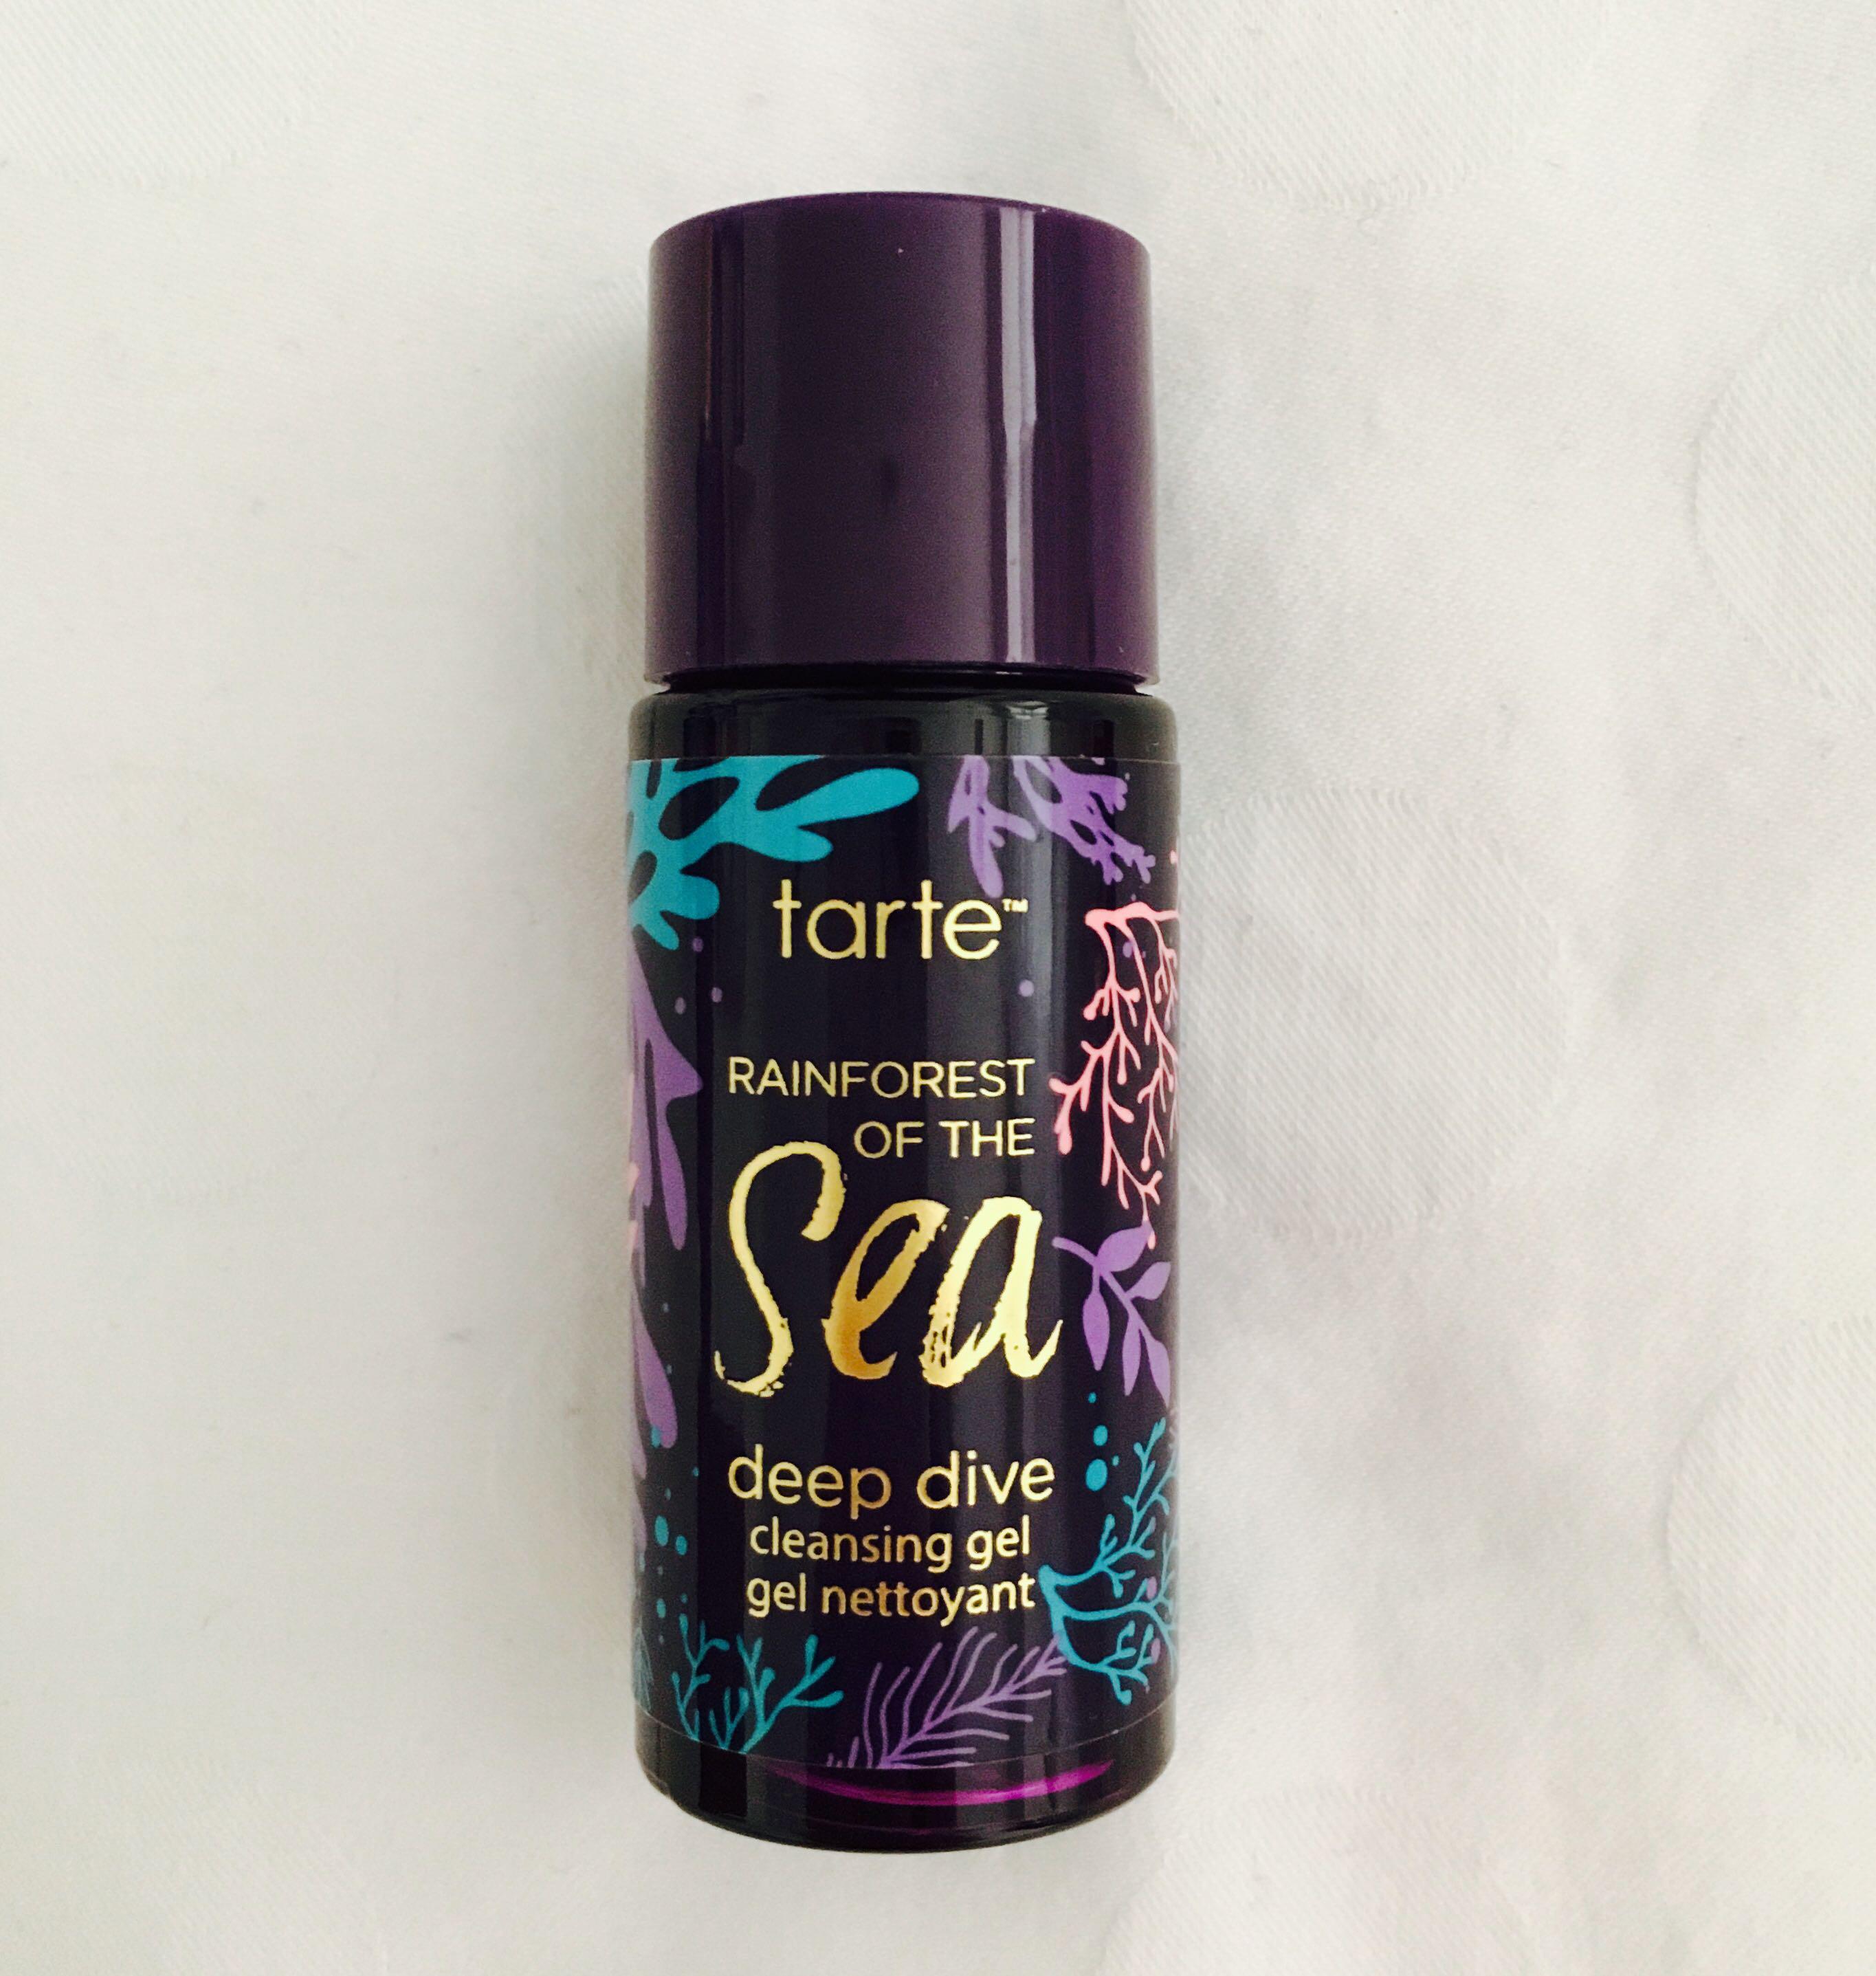 tarte™
RAINFOREST
OF THE
Sea
deep dive
cleansing gel
gel nettoyant